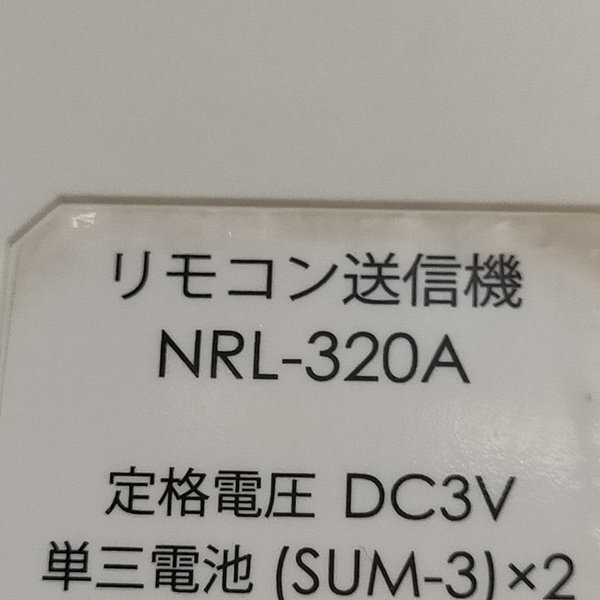 リモコン送信機
NRL-320A
定格電圧 DC3V
単三電池 (SUM-3)×2